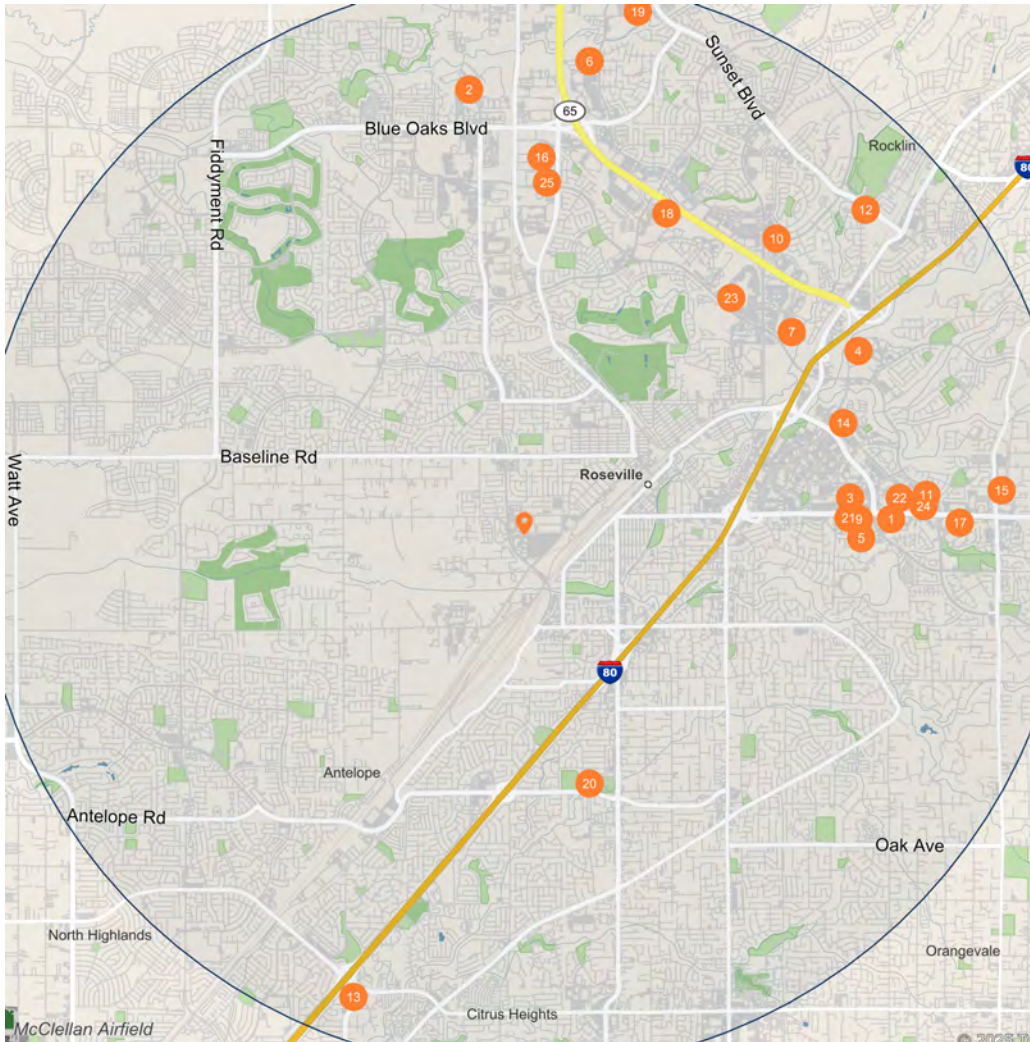 19
6
2
Sunset Blvd
65
Blue Oaks Blvd
Fiddyment Rd
Rocklin
16
80
25
12
18
10
23
7
4
14
Baseline Rd
Watt Ave
Roseville
3
22
11
15
24
21
9
1
17
5
80
Antelope
20
Antelope Rd
Oak Ave
North Highlands
Orangevale
13
Citrus Heights
McClellan Airfield
© 2025 T